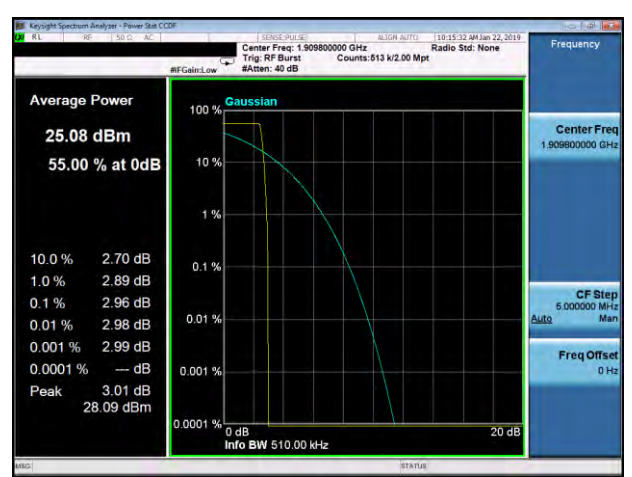 Keysight Spectrum Analyzer - Power Stat CCDF
RL RF 50 Ω AC SENSE:PULSE ALIGN AUTO 10:15:32 AM Jan 22, 2019
Center Freq: 1.909800000 GHz Radio Std: None
Trig: RF Burst Counts:513 k/2.00 Mpt
#IFGain:Low #Atten: 40 dB
Frequency
Average Power
25.08 dBm
55.00 % at 0dB
10.0 % 2.70 dB
1.0 % 2.89 dB
0.1 % 2.96 dB
0.01 % 2.98 dB
0.001 % 2.99 dB
0.0001 % --- dB
Peak 3.01 dB
28.09 dBm
Gaussian
100 %
10 %
1 %
0.1 %
0.01 %
0.001 %
0.0001 %
0 dB 20 dB
Info BW 510.00 kHz
Center Freq
1.909800000 GHz
CF Step
5.000000 MHz
Auto Man
Freq Offset
0 Hz
MSG STATUS